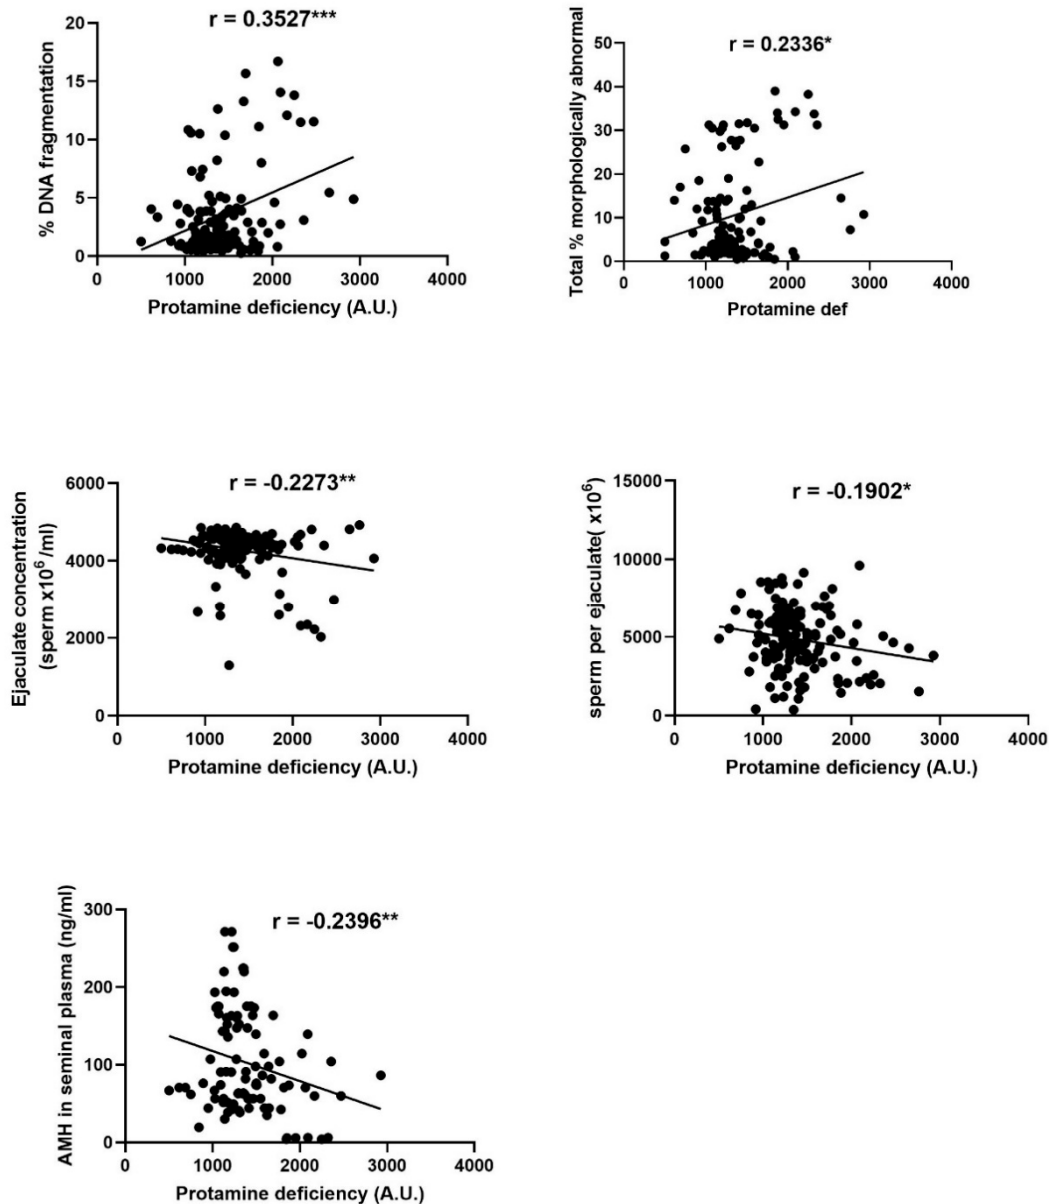 r = 0.3527***
% DNA fragmentation
20
15
10
5
0
0 1000 2000 3000 4000
Protamine deficiency (A.U.)
r = 0.2336*
Total % morphologically abnormal
50
40
30
20
10
0
0 1000 2000 3000 4000
Protamine def
r = -0.2273**
Ejaculate concentration
(sperm x10⁶/ml)
6000
4000
2000
0
0 1000 2000 3000 4000
Protamine deficiency (A.U.)
r = -0.1902*
sperm per ejaculate( x10⁶)
15000
10000
5000
0
0 1000 2000 3000 4000
Protamine deficiency (A.U.)
r = -0.2396**
AMH in seminal plasma (ng/ml)
300
200
100
0
0 1000 2000 3000 4000
Protamine deficiency (A.U.)